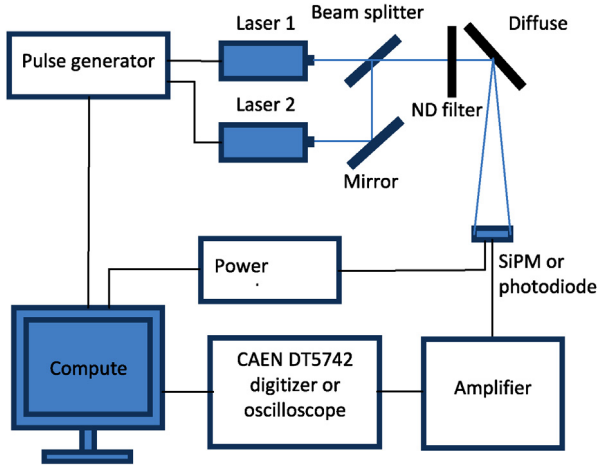 Beam splitter
Laser 1
Diffuse
Pulse generator
Laser 2
ND filter
Mirror
SiPM or
photodiode
Power
.
Compute
CAEN DT5742
digitizer or
oscilloscope
Amplifier